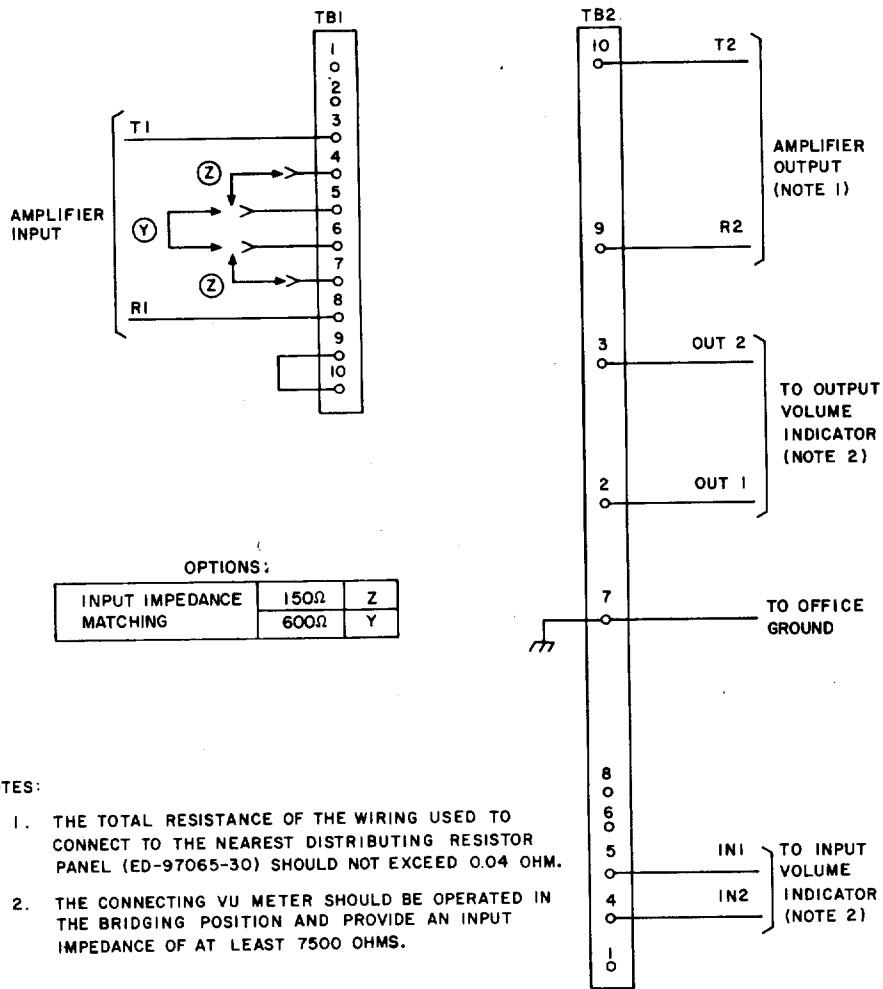 TB1
1
2
3
4
5
6
7
8
9
10
T1
Z
AMPLIFIER
INPUT
Y
Z
R1
TB2
10
T2
AMPLIFIER
OUTPUT
(NOTE 1)
9
R2
3
OUT 2
TO OUTPUT
VOLUME
INDICATOR
(NOTE 2)
2
OUT 1
7
TO OFFICE
GROUND
8
6
5
IN1
TO INPUT
VOLUME
INDICATOR
(NOTE 2)
4
IN2
1
OPTIONS:
INPUT IMPEDANCE
MATCHING
150Ω
Z
600Ω
Y
OTES:
1. THE TOTAL RESISTANCE OF THE WIRING USED TO
CONNECT TO THE NEAREST DISTRIBUTING RESISTOR
PANEL (ED-97065-30) SHOULD NOT EXCEED 0.04 OHM.
2. THE CONNECTING VU METER SHOULD BE OPERATED IN
THE BRIDGING POSITION AND PROVIDE AN INPUT
IMPEDANCE OF AT LEAST 7500 OHMS.